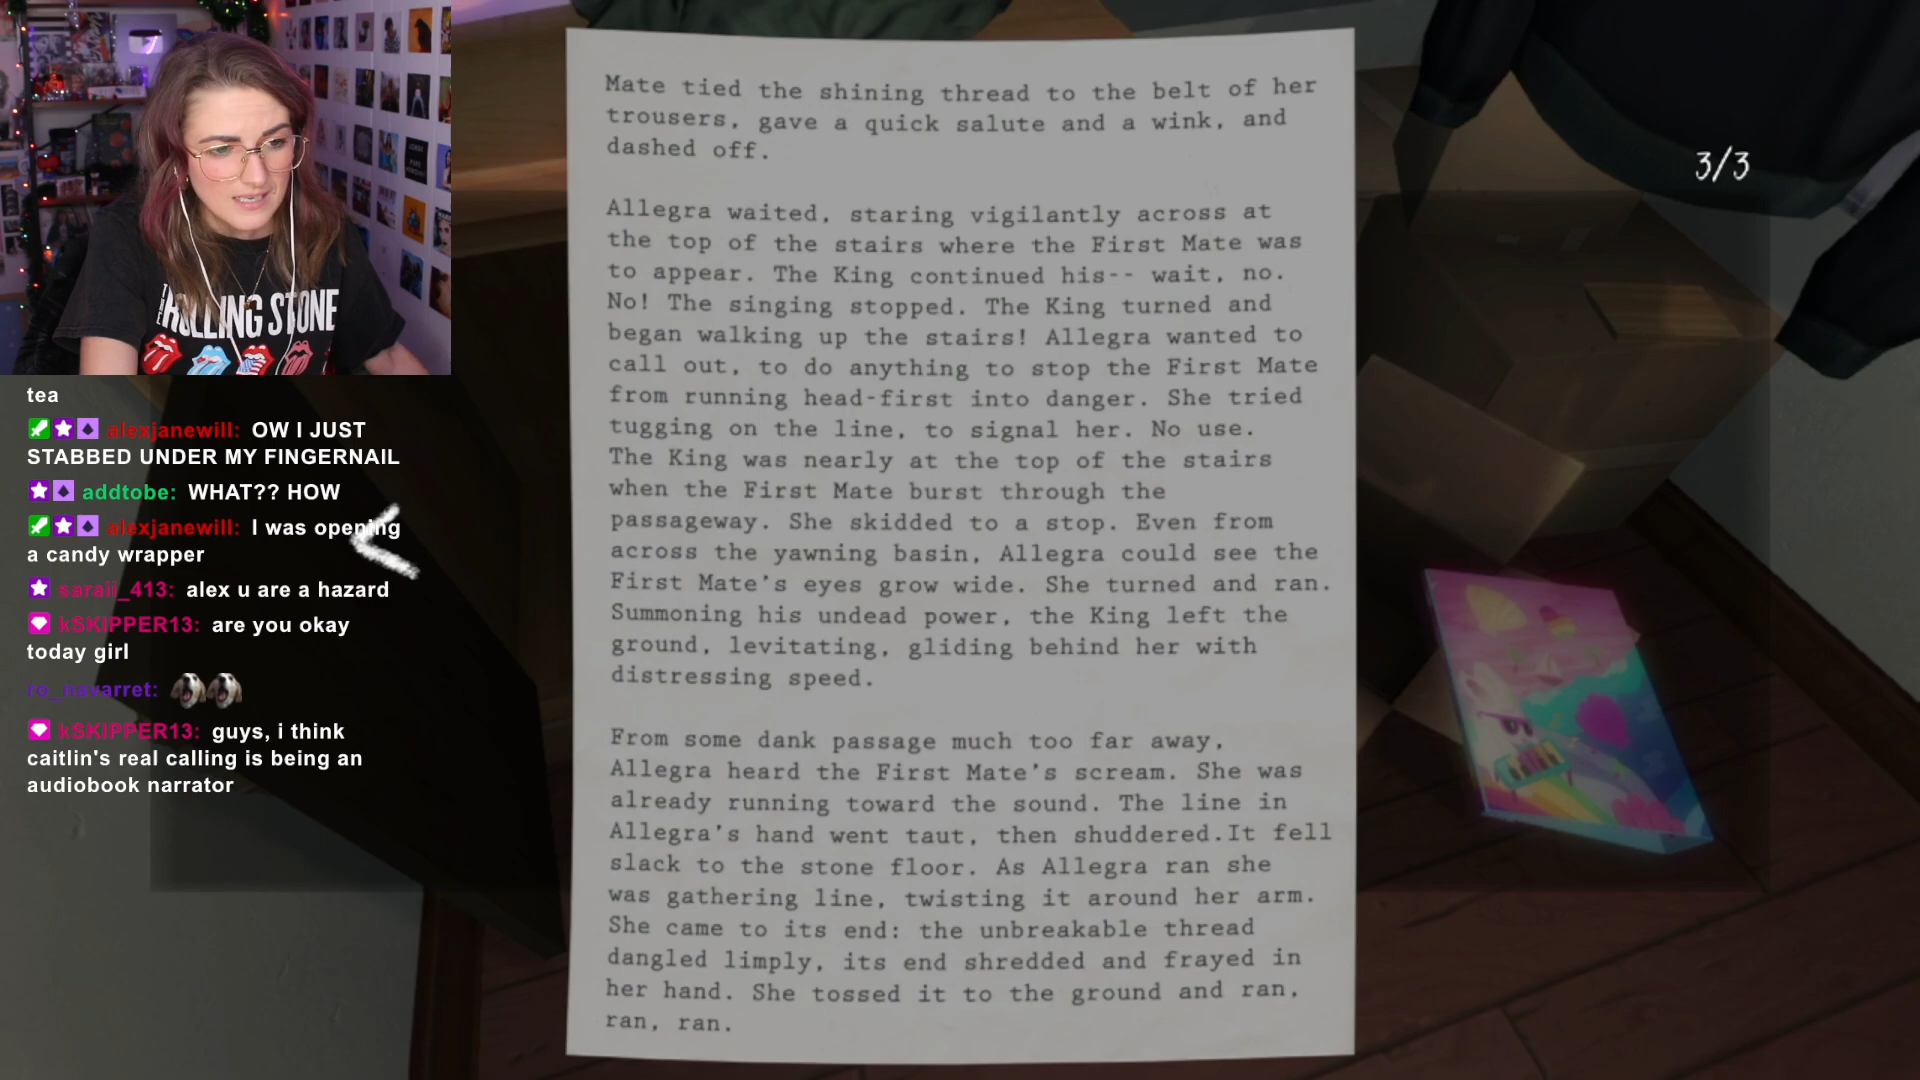 ROLLING STONE
tea
alexjanewill: OW I JUST
STABBED UNDER MY FINGERNAIL
addtobe: WHAT?? HOW
alexjanewill: I was opening
a candy wrapper
saraii_413: alex u are a hazard
kSKIPPER13: are you okay
today girl
ro_navarret:
kSKIPPER13: guys, i think
caitlin's real calling is being an
audiobook narrator
Mate tied the shining thread to the belt of her
trousers, gave a quick salute and a wink, and
dashed off.
Allegra waited, staring vigilantly across at
the top of the stairs where the First Mate was
to appear. The King continued his-- wait, no.
No! The singing stopped. The King turned and
began walking up the stairs! Allegra wanted to
call out, to do anything to stop the First Mate
from running head-first into danger. She tried
tugging on the line, to signal her. No use.
The King was nearly at the top of the stairs
when the First Mate burst through the
passageway. She skidded to a stop. Even from
across the yawning basin, Allegra could see the
First Mate's eyes grow wide. She turned and ran.
Summoning his undead power, the King left the
ground, levitating, gliding behind her with
distressing speed.
From some dank passage much too far away,
Allegra heard the First Mate's scream. She was
already running toward the sound. The line in
Allegra's hand went taut, then shuddered.It fell
slack to the stone floor. As Allegra ran she
was gathering line, twisting it around her arm.
She came to its end: the unbreakable thread
dangled limply, its end shredded and frayed in
her hand. She tossed it to the ground and ran,
ran, ran.
3/3